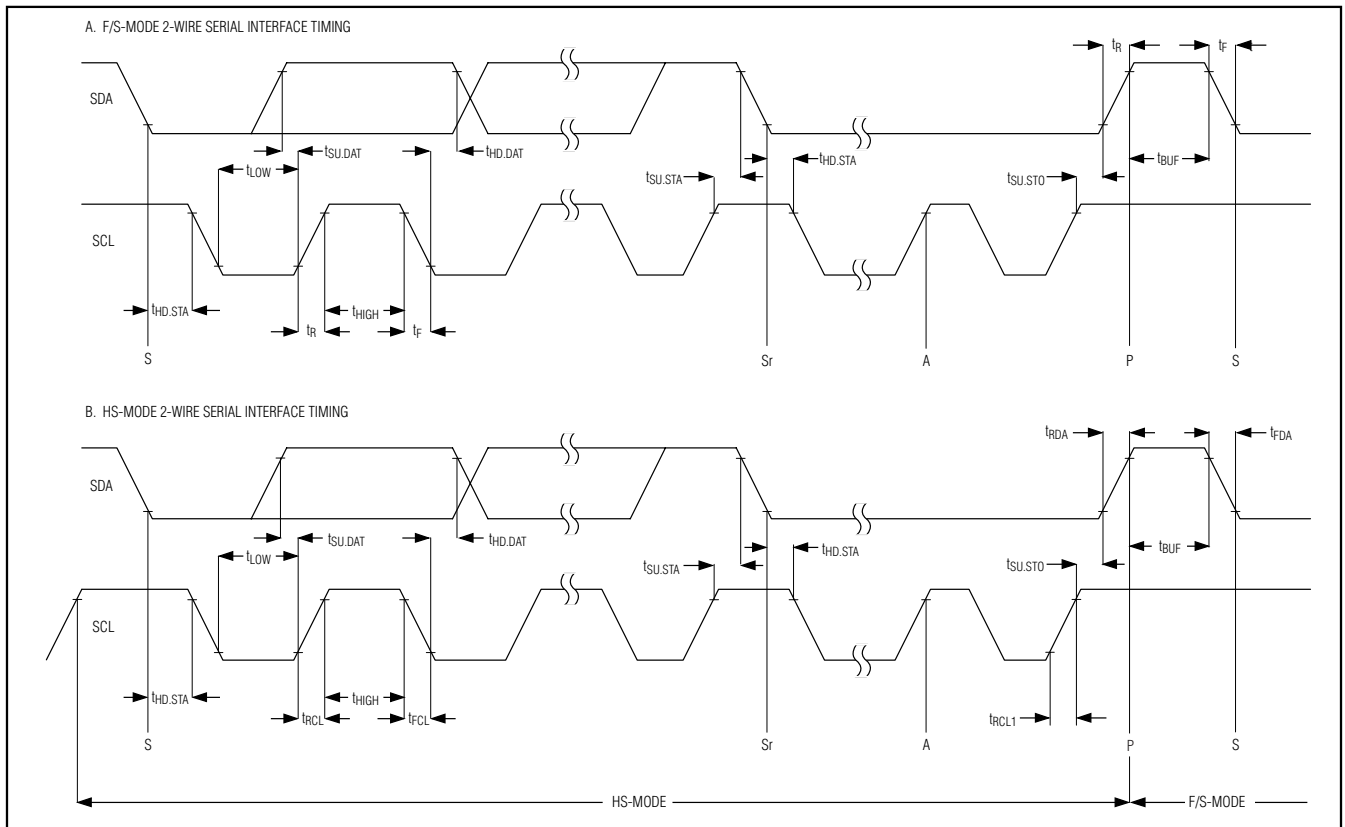 A. F/S-MODE 2-WIRE SERIAL INTERFACE TIMING
tR
tF
SDA
tSU.DAT
tHD.DAT
tLOW
tHD.STA
tBUF
tSU.STA
tSU.STO
SCL
tHD.STA
tHIGH
tR
tF
S
Sr
A
P
S
B. HS-MODE 2-WIRE SERIAL INTERFACE TIMING
tRDA
tFDA
SDA
tSU.DAT
tHD.DAT
tLOW
tHD.STA
tBUF
tSU.STA
tSU.STO
SCL
tHD.STA
tHIGH
tRCL
tFCL
tRCL1
S
Sr
A
P
S
HS-MODE
F/S-MODE